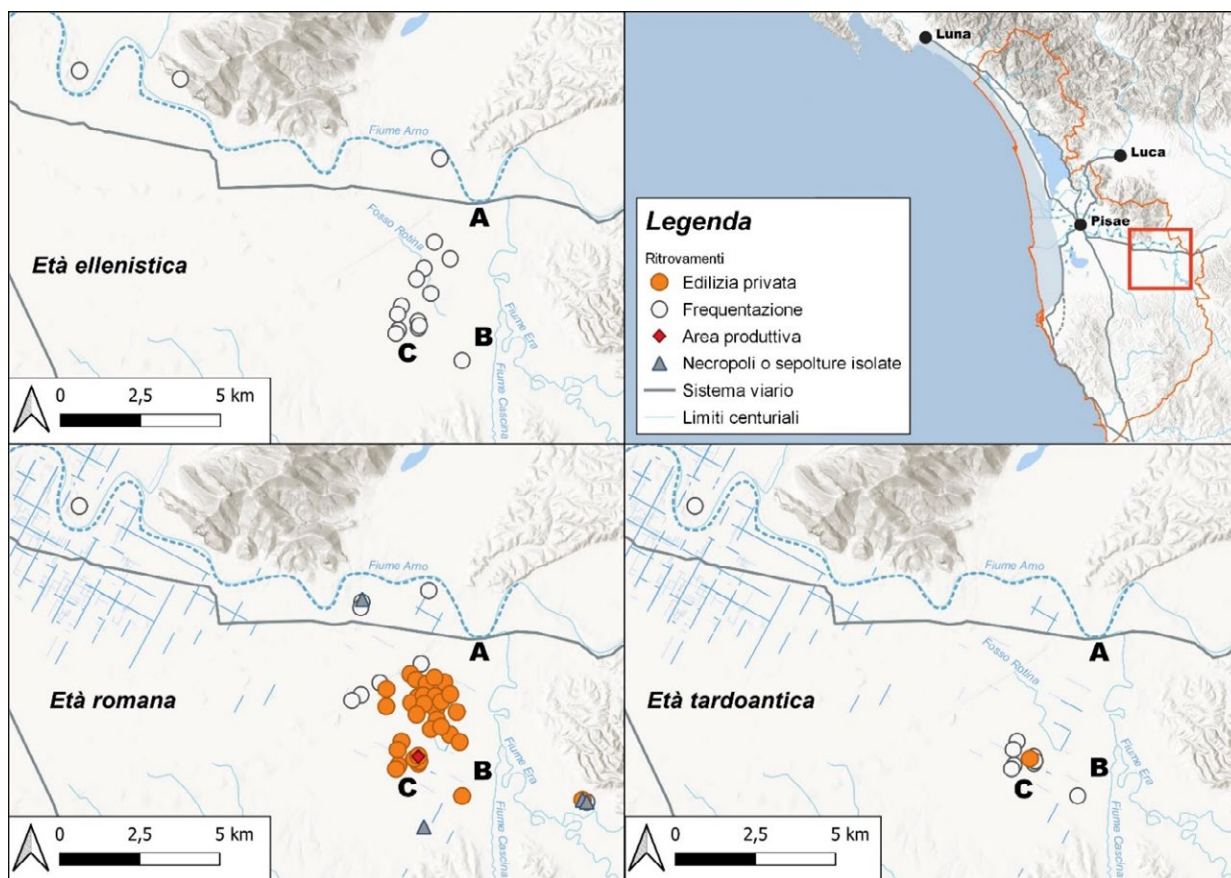 Fiume Arno
A
Fosso Rotina
Età ellenistica
B
Fiume Era
C
Fiume Cascina
0 2,5 5 km
Luna
Luca
Pisae
Legenda
Ritrovamenti
Edilizia privata
Frequentazione
Area produttiva
Necropoli o sepolture isolate
Sistema viario
Limiti centuriali
Fiume Arno
A
Età romana
B
Fiume Era
C
Fiume Cascina
0 2,5 5 km
Fiume Arno
A
Fosso Rotina
Età tardoantica
B
Fiume Era
C
Fiume Cascina
0 2,5 5 km